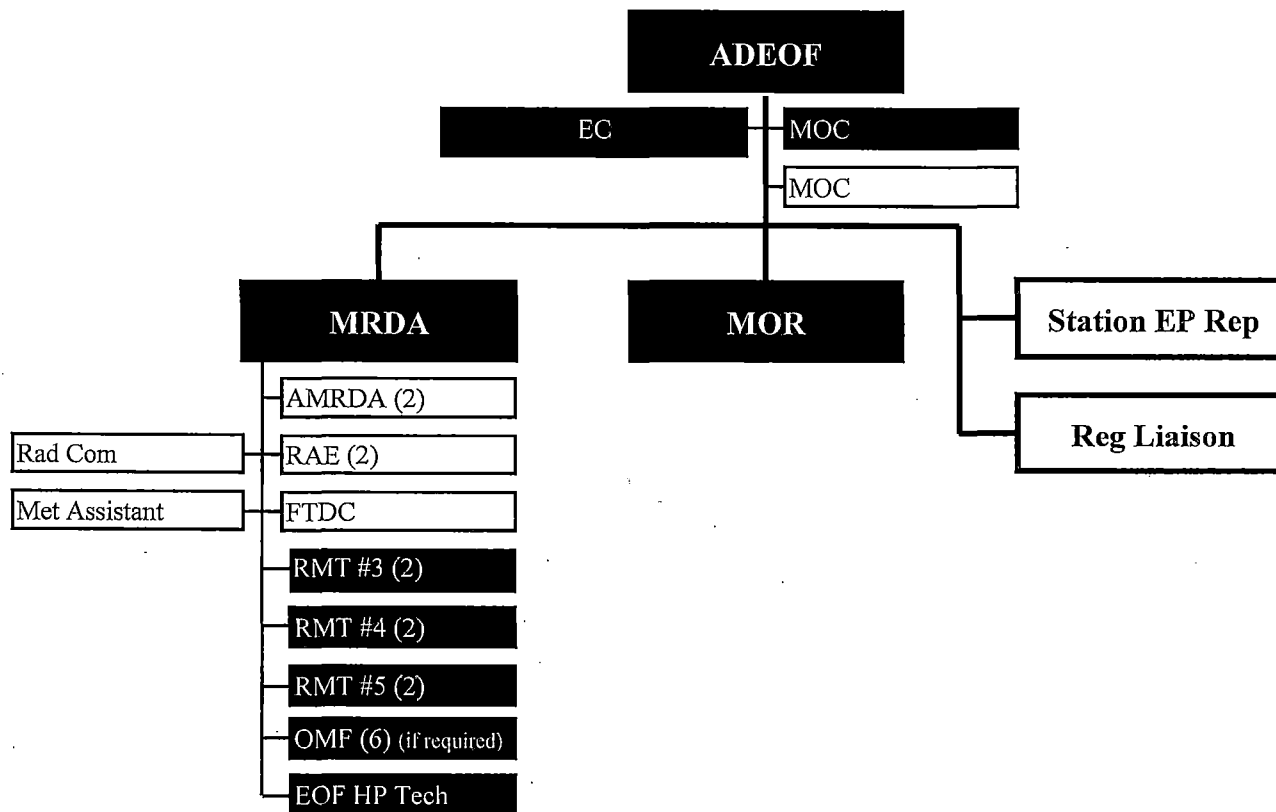 ADEOF
EC
MOC
MOC
MRDA
MOR
Station EP Rep
Reg Liaison
AMRDA (2)
Rad Com
RAE (2)
Met Assistant
FTDC
RMT #3 (2)
RMT #4 (2)
RMT #5 (2)
OMF (6) (if required)
EOF HP Tech